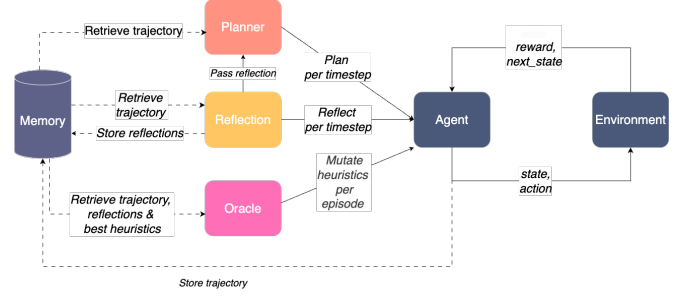 Retrieve trajectory
Planner
Plan
per timestep
reward,
next_state
Pass reflection
Memory
Retrieve
trajectory
Store reflections
Reflection
Reflect
per timestep
Agent
Environment
Mutate
heuristics
per
episode
Retrieve trajectory,
reflections &
best heuristics
Oracle
state,
action
Store trajectory